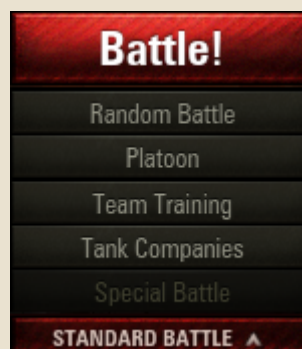 Battle!
Random Battle
Platoon
Team Training
Tank Companies
Special Battle
STANDARD BATTLE